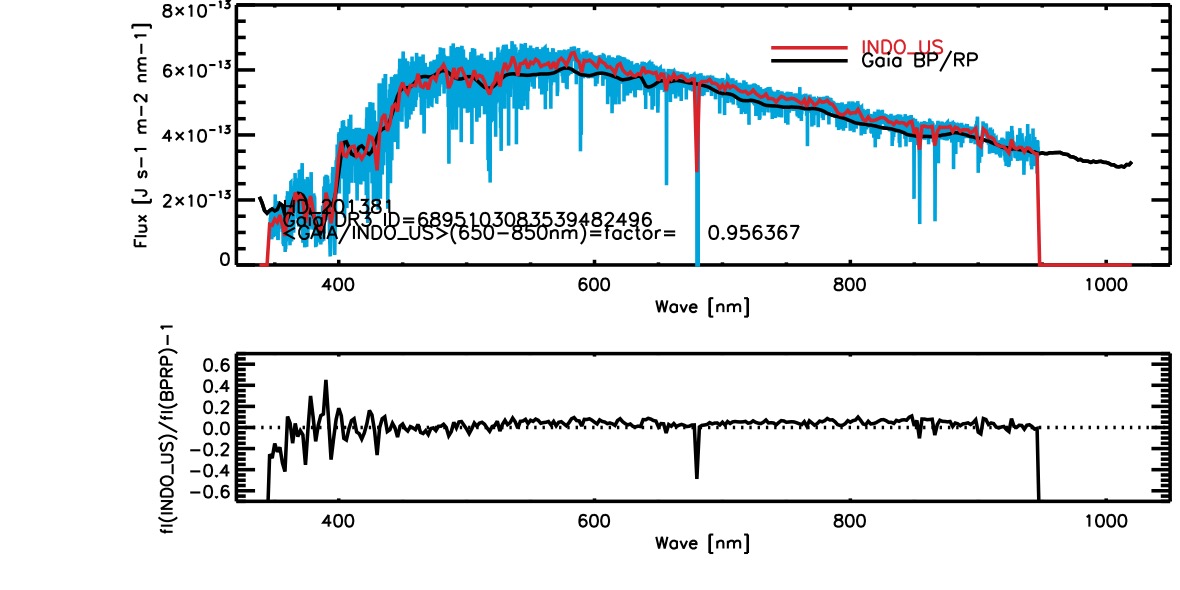 8×10−13
6×10−13
4×10−13
2×10−13
0
Flux [J s−1 m−2 nm−1]
INDO_US
Gaia BP/RP
HD_201381
Gaia DR3 ID=6895103083539482496
<GAIA/INDO_US>(650−850nm)=factor= 0.956367
400 600 800 1000
Wave [nm]
fl(INDO_US)/fl(BPRP)−1
0.6
0.4
0.2
0.0
−0.2
−0.4
−0.6
400 600 800 1000
Wave [nm]